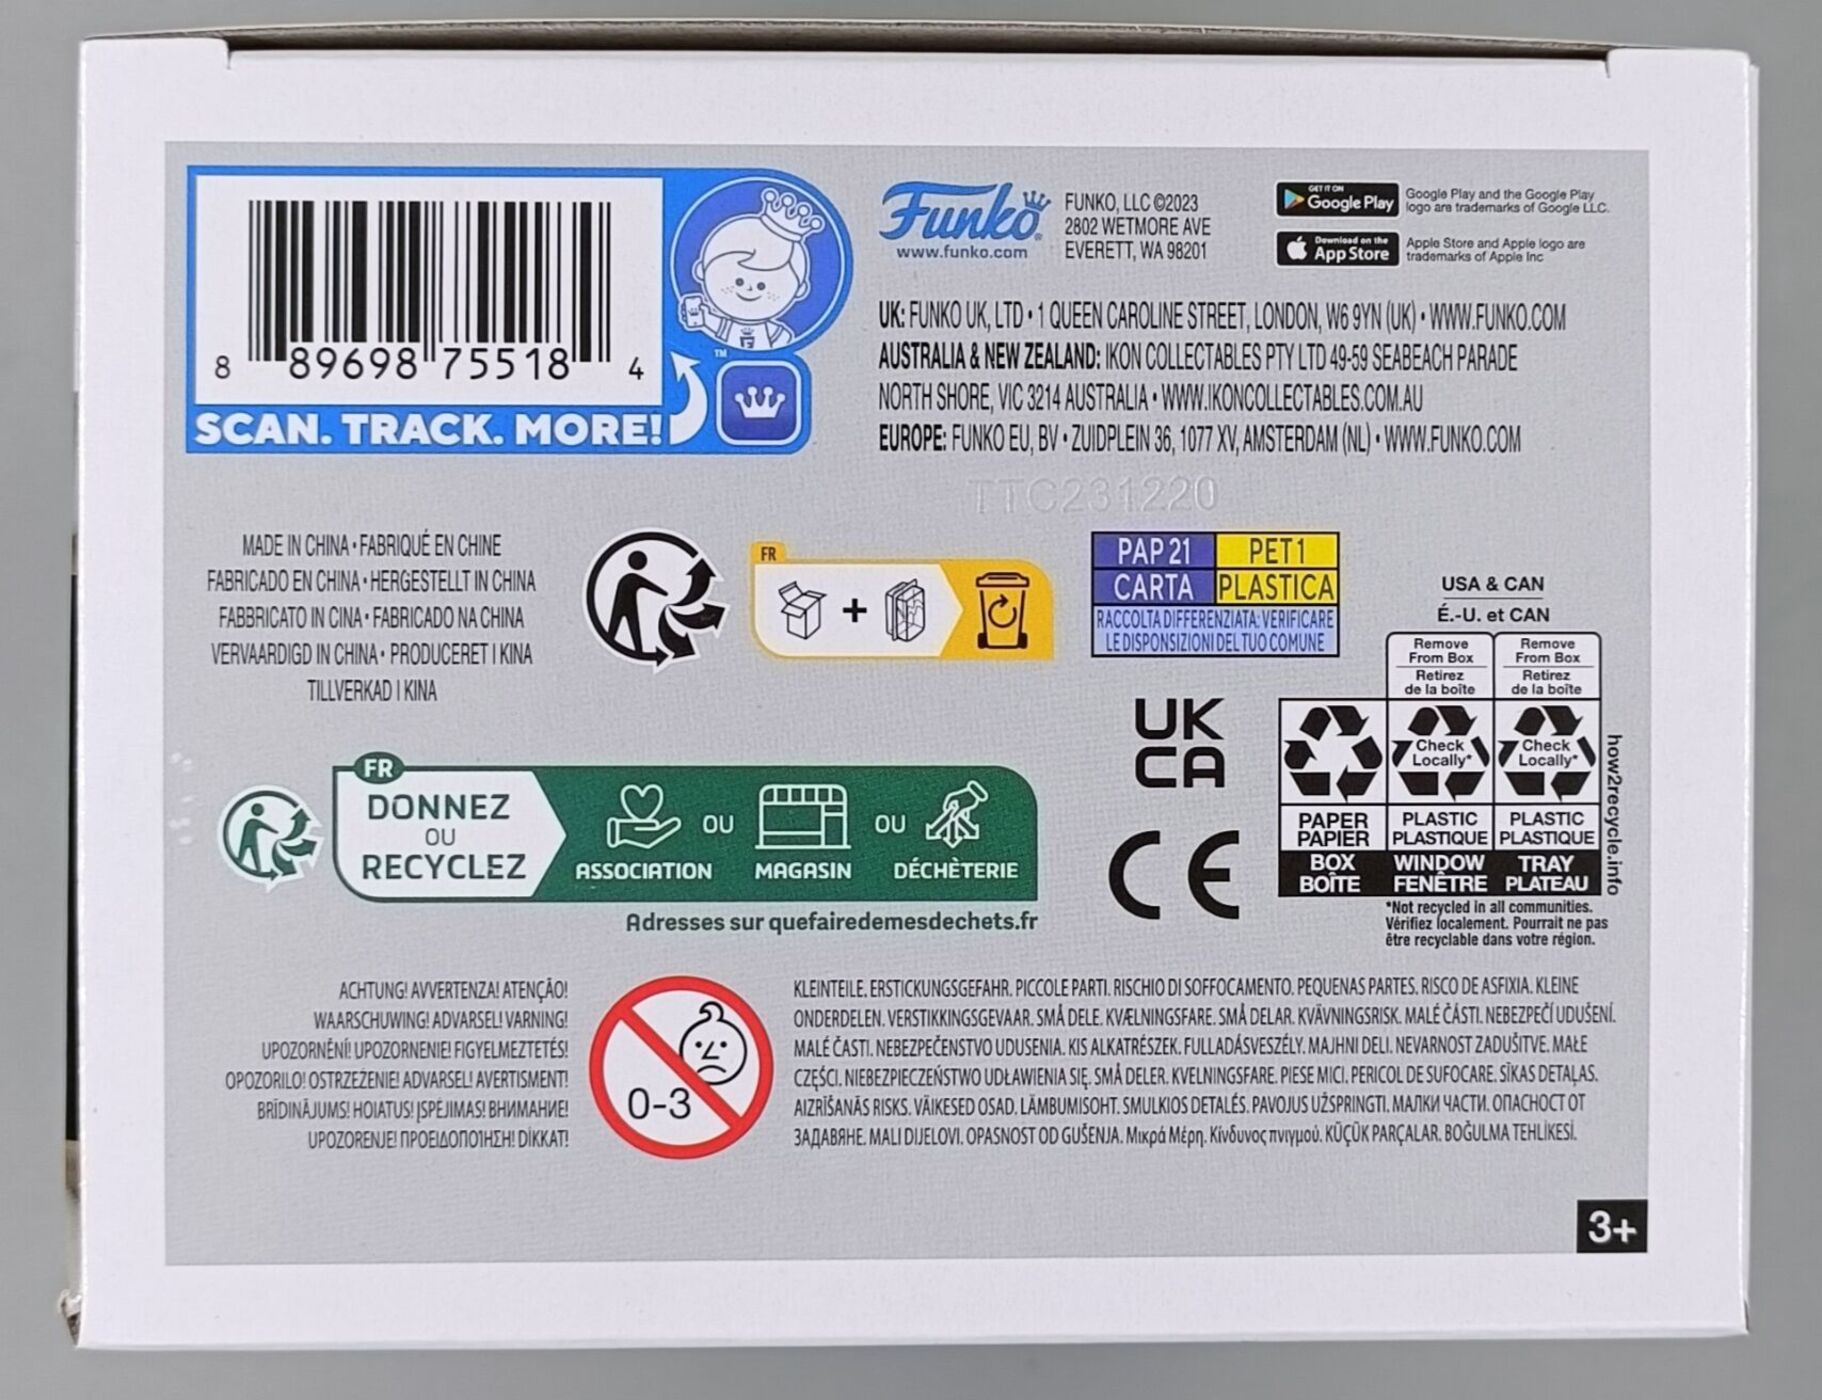 8 89698 75518 4
SCAN. TRACK. MORE!
TM
Funko
www.funko.com
FUNKO, LLC ©2023
2802 WETMORE AVE
EVERETT, WA 98201
GET IT ON
Google Play
Google Play and the Google Play
logo are trademarks of Google LLC.
Download on the
App Store
Apple Store and Apple logo are
trademarks of Apple Inc
UK: FUNKO UK, LTD • 1 QUEEN CAROLINE STREET, LONDON, W6 9YN (UK) • WWW.FUNKO.COM
AUSTRALIA & NEW ZEALAND: IKON COLLECTABLES PTY LTD 49-59 SEABEACH PARADE
NORTH SHORE, VIC 3214 AUSTRALIA • WWW.IKONCOLLECTABLES.COM.AU
EUROPE: FUNKO EU, BV • ZUIDPLEIN 36, 1077 XV, AMSTERDAM (NL) • WWW.FUNKO.COM
TTC231220
MADE IN CHINA • FABRIQUÉ EN CHINE
FABRICADO EN CHINA • HERGESTELLT IN CHINA
FABBRICATO IN CINA • FABRICADO NA CHINA
VERVAARDIGD IN CHINA • PRODUCERET I KINA
TILLVERKAD I KINA
FR
+
PAP 21 PET 1
CARTA PLASTICA
RACCOLTA DIFFERENZIATA: VERIFICARE
LE DISPOSIZIONI DEL TUO COMUNE
USA & CAN
É.-U. et CAN
Remove
From Box
Retirez
de la boîte
Remove
From Box
Retirez
de la boîte
Check
Locally*
Check
Locally*
PAPER
PAPIER
PLASTIC
PLASTIQUE
PLASTIC
PLASTIQUE
BOX
BOÎTE
WINDOW
FENÊTRE
TRAY
PLATEAU
how2recycle.info
*Not recycled in all communities.
Vérifiez localement. Pourrait ne pas
être recyclable dans votre région.
UK
CA
CE
FR
DONNEZ
OU
RECYCLEZ
ASSOCIATION
OU
MAGASIN
OU
DÉCHÈTERIE
Adresses sur quefairedemesdechets.fr
ACHTUNG! AVVERTENZA! ATENÇÃO!
WAARSCHUWING! ADVARSEL! VARNING!
UPOZORNĚNÍ! UPOZORNENIE! FIGYELMEZTETÉS!
OPOZORILO! OSTRZEŻENIE! ADVARSEL! AVERTISMENT!
BRĪDINĀJUMS! HOIATUS! ĮSPĖJIMAS! ВНИМАНИЕ!
UPOZORENJE! ΠΡΟΕΙΔΟΠΟΊΗΣΗ! DİKKAT!
0-3
KLEINTEILE. ERSTICKUNGSGEFAHR. PICCOLE PARTI. RISCHIO DI SOFFOCAMENTO. PEQUENAS PARTES. RISCO DE ASFIXIA. KLEINE
ONDERDELEN. VERSTIKKINGSGEVAAR. SMÅ DELE. KVÆLNINGSFARE. SMÅ DELAR. KVÄVNINGSRISK. MALÉ ČÁSTI. NEBEZPEČÍ UDUŠENÍ.
MALÉ ČASTI. NEBEZPEČENSTVO UDUSENIA. KIS ALKATRÉSZEK. FULLADÁSVESZÉLY. MAJHNI DELI. NEVARNOST ZADUŠITVE. MAŁE
CZĘŚCI. NIEBEZPIECZEŃSTWO UDŁAWIENIA SIĘ. SMÅ DELER. KVELNINGSFARE. PIESE MICI. PERICOL DE SUFOCARE. SĪKAS DETAĻAS.
AIZRĪŠANĀS RISKS. VÄIKESED OSAD. LÄMBUMISOHT. SMULKIOS DETALĖS. PAVOJUS UŽSPRINGTI. МАЛКИ ЧАСТИ. ОПАСНОСТ ОТ
ЗАДАВЯНЕ. MALI DIJELOVI. OPASNOST OD GUŠENJA. Μικρά Μέρη. Κίνδυνος πνιγμού. KÜÇÜK PARÇALAR. BOĞULMA TEHLİKESİ.
3+